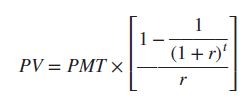 PV = PMT × [ (1 − 1/(1 + r)^t) / r ]